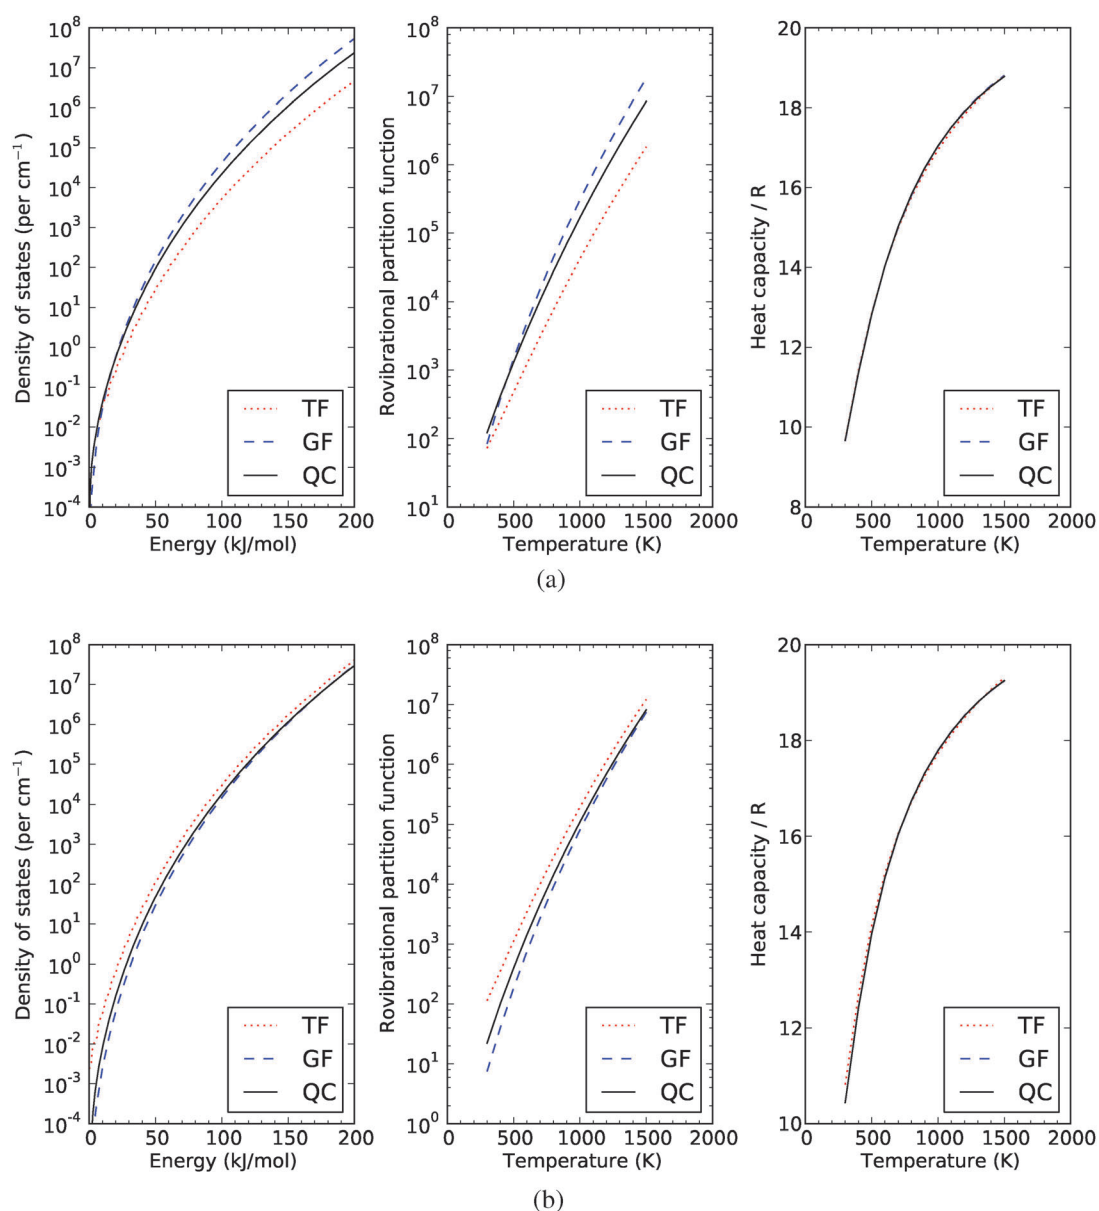 10^8
10^7
10^6
10^5
10^4
10^3
10^2
10^1
10^0
10^-1
10^-2
10^-3
10^-4
Density of states (per cm^-1)
0 50 100 150 200
Energy (kJ/mol)
TF
GF
QC
10^8
10^7
10^6
10^5
10^4
10^3
10^2
10^1
Rovibrational partition function
0 500 1000 1500 2000
Temperature (K)
TF
GF
QC
20
18
16
14
12
10
8
Heat capacity / R
0 500 1000 1500 2000
Temperature (K)
TF
GF
QC
(a)
10^8
10^7
10^6
10^5
10^4
10^3
10^2
10^1
10^0
10^-1
10^-2
10^-3
10^-4
Density of states (per cm^-1)
0 50 100 150 200
Energy (kJ/mol)
TF
GF
QC
10^8
10^7
10^6
10^5
10^4
10^3
10^2
10^1
10^0
Rovibrational partition function
0 500 1000 1500 2000
Temperature (K)
TF
GF
QC
20
18
16
14
12
10
Heat capacity / R
0 500 1000 1500 2000
Temperature (K)
TF
GF
QC
(b)